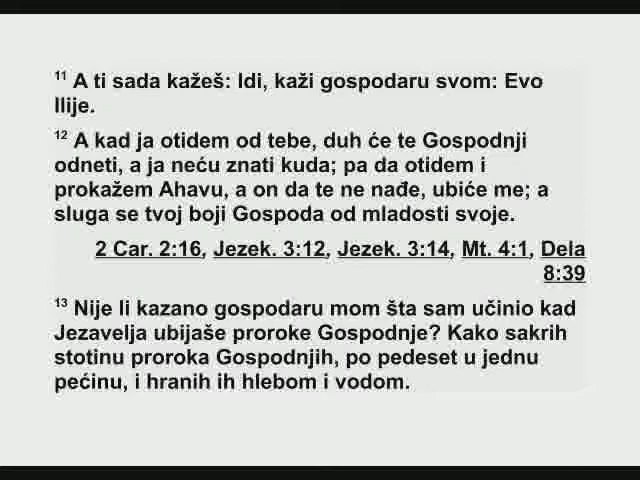 11 A ti sada kažeš: Idi, kaži gospodaru svom: Evo
Ilije.
12 A kad ja otidem od tebe, duh će te Gospodnji
odneti, a ja neću znati kuda; pa da otidem i
prokažem Ahavu, a on da te ne nađe, ubiće me; a
sluga se tvoj boji Gospoda od mladosti svoje.
2 Car. 2:16, Jezek. 3:12, Jezek. 3:14, Mt. 4:1, Dela
8:39
13 Nije li kazano gospodaru mom šta sam učinio kad
Jezavelja ubijaše proroke Gospodnje? Kako sakrih
stotinu proroka Gospodnjih, po pedeset u jednu
pećinu, i hranih ih hlebom i vodom.